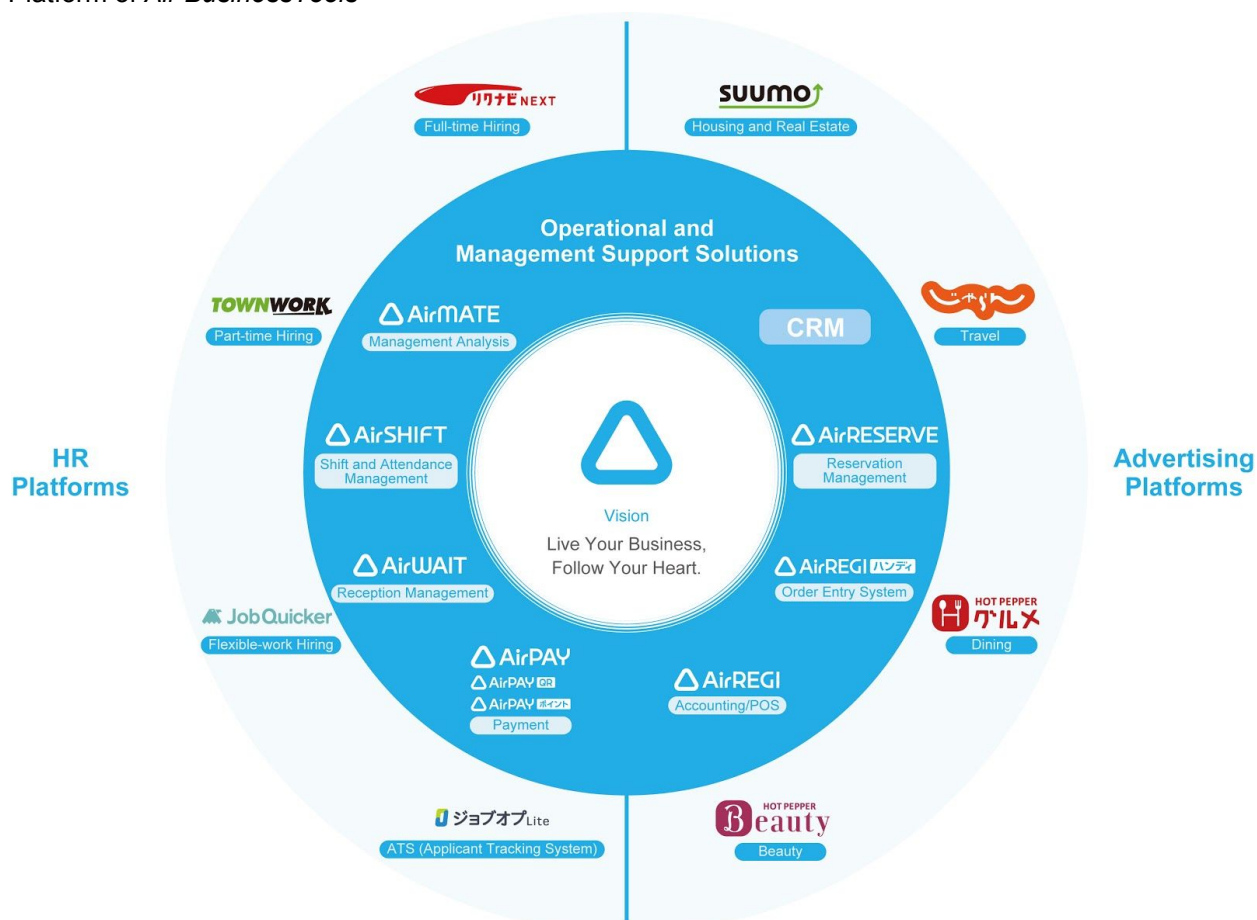 Platform of Air BusinessTools
リクナビNEXT
Full-time Hiring
suumo
Housing and Real Estate
Operational and
Management Support Solutions
TOWNWORK
Part-time Hiring
AirMATE
Management Analysis
CRM
じゃらん
Travel
HR
Platforms
AirSHIFT
Shift and Attendance
Management
Vision
Live Your Business,
Follow Your Heart.
AirRESERVE
Reservation
Management
Advertising
Platforms
AirWAIT
Reception Management
AirREGI ハンディ
Order Entry System
JobQuicker
Flexible-work Hiring
HOT PEPPER
グルメ
Dining
AirPAY
AirPAY QR
AirPAY ポイント
Payment
AirREGI
Accounting/POS
ジョブオプLite
ATS (Applicant Tracking System)
HOT PEPPER
Beauty
Beauty